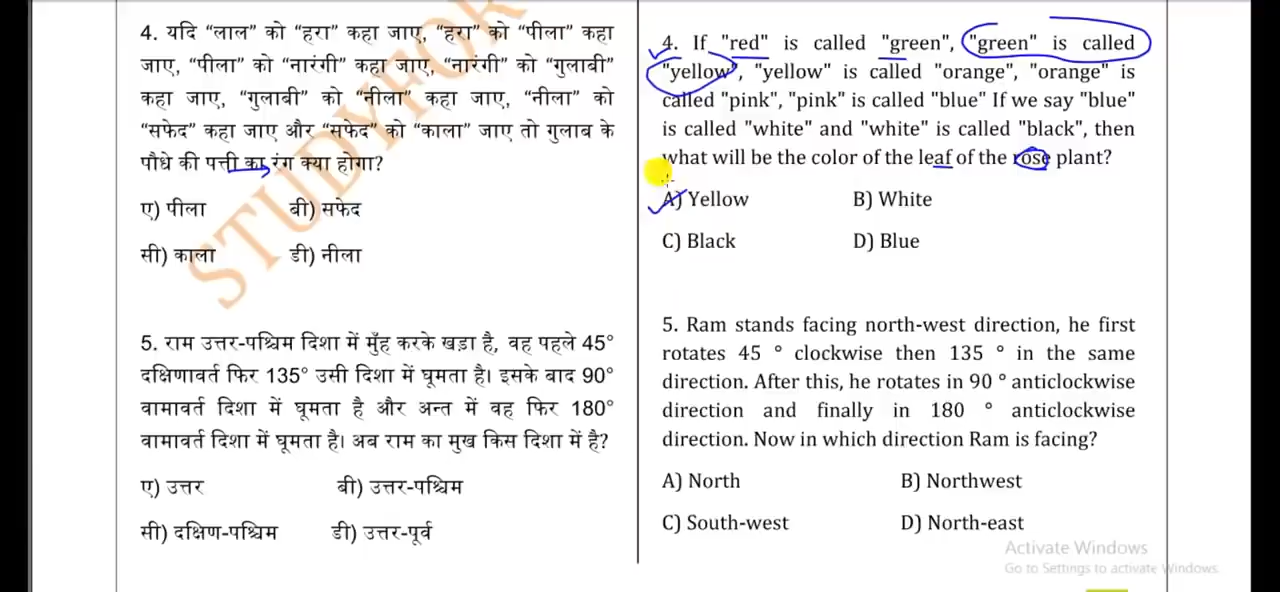 4. यदि “लाल” को “हरा” कहा जाए, “हरा” को “पीला” कहा
जाए, “पीला” को “नारंगी” कहा जाए, “नारंगी” को “गुलाबी”
कहा जाए, “गुलाबी” को “नीला” कहा जाए, “नीला” को
“सफेद” कहा जाए और “सफेद” को “काला” जाए तो गुलाब के
पौधे की पत्ती का रंग क्या होगा?
ए) पीला बी) सफेद
सी) काला डी) नीला
5. राम उत्तर-पश्चिम दिशा में मुँह करके खड़ा है, वह पहले 45°
दक्षिणावर्त फिर 135° उसी दिशा में घूमता है। इसके बाद 90°
वामावर्त दिशा में घूमता है और अन्त में वह फिर 180°
वामावर्त दिशा में घूमता है। अब राम का मुख किस दिशा में है?
ए) उत्तर बी) उत्तर-पश्चिम
सी) दक्षिण-पश्चिम डी) उत्तर-पूर्व
4. If "red" is called "green", "green" is called
"yellow", "yellow" is called "orange", "orange" is
called "pink", "pink" is called "blue" If we say "blue"
is called "white" and "white" is called "black", then
what will be the color of the leaf of the rose plant?
A) Yellow B) White
C) Black D) Blue
5. Ram stands facing north-west direction, he first
rotates 45 ° clockwise then 135 ° in the same
direction. After this, he rotates in 90 ° anticlockwise
direction and finally in 180 ° anticlockwise
direction. Now in which direction Ram is facing?
A) North B) Northwest
C) South-west D) North-east
STUDYFOR
Activate Windows
Go to Settings to activate Windows.